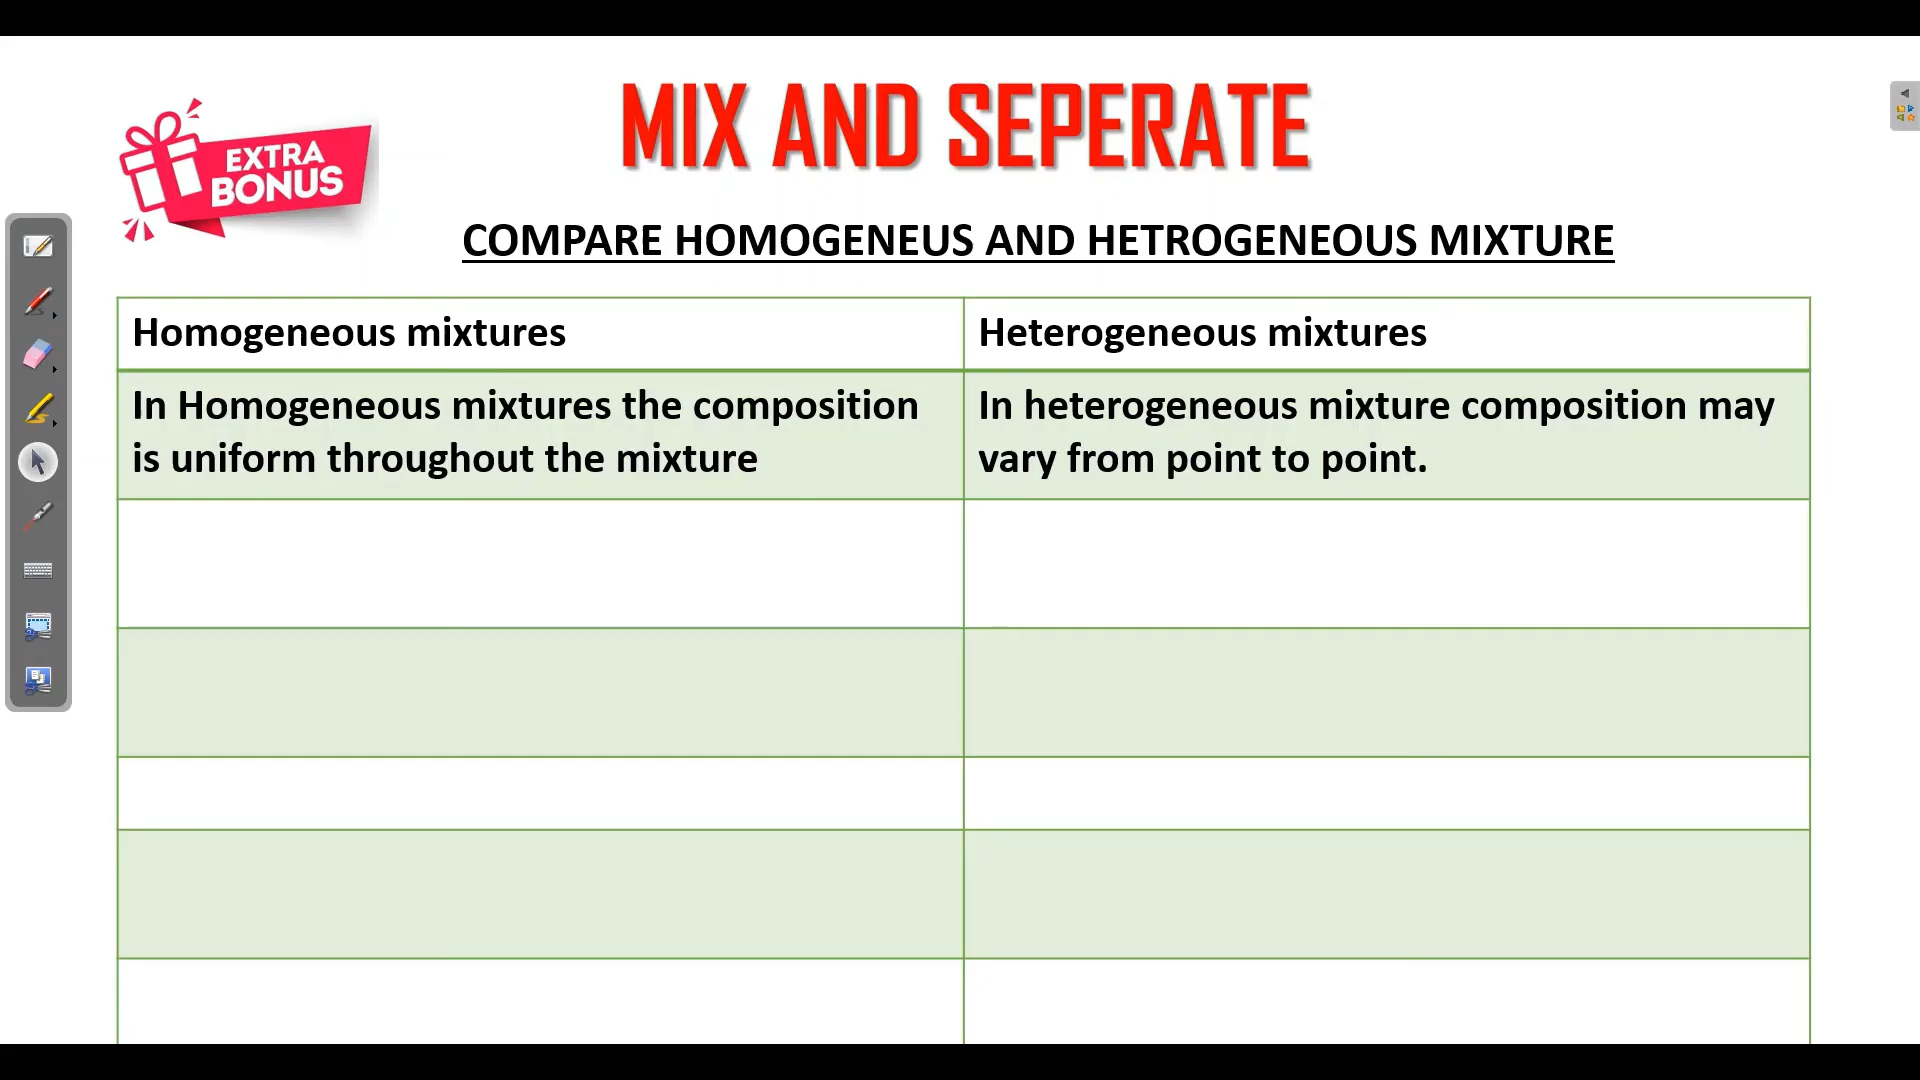 EXTRA
BONUS
MIX AND SEPERATE
COMPARE HOMOGENEUS AND HETROGENEOUS MIXTURE
Homogeneous mixtures
Heterogeneous mixtures
In Homogeneous mixtures the composition
is uniform throughout the mixture
In heterogeneous mixture composition may
vary from point to point.